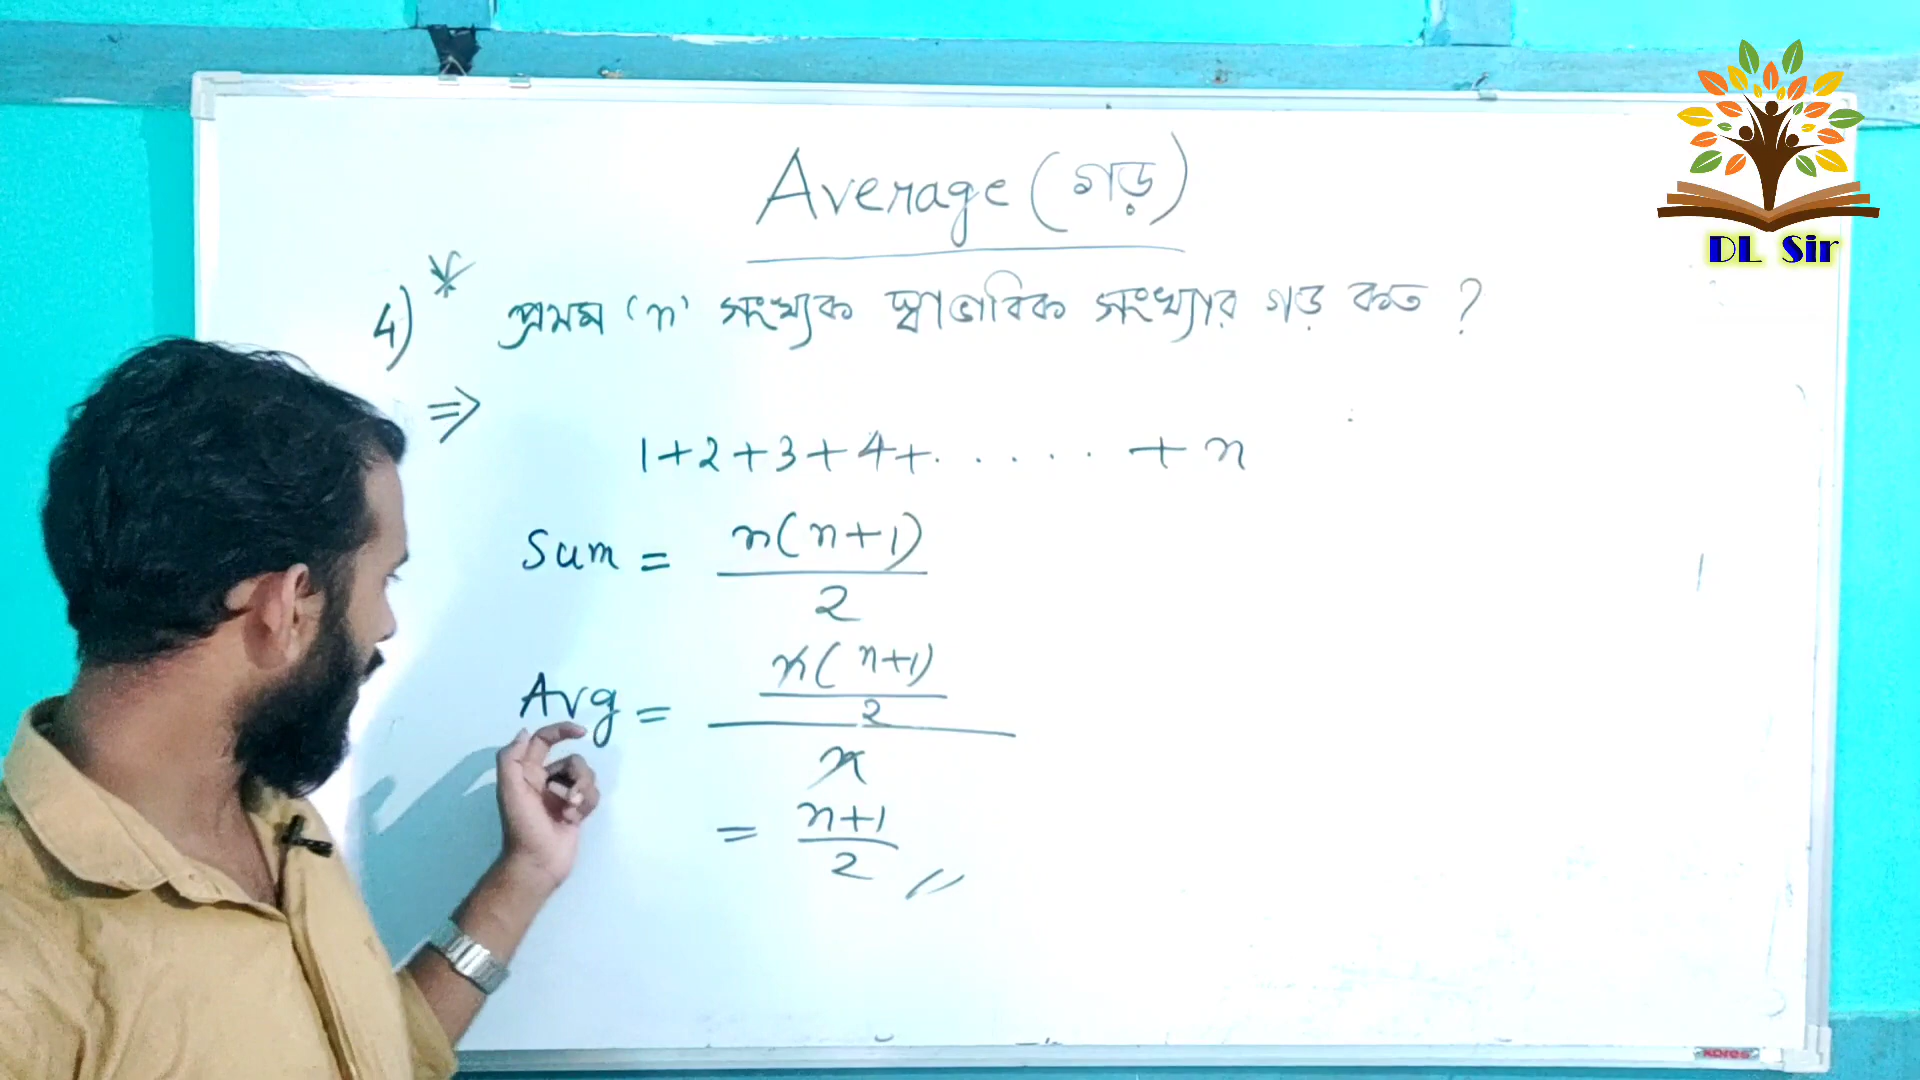 DL Sir
Average (গড়)
4) * প্রথম 'n' সংখ্যক স্বাভাবিক সংখ্যার গড় কত ?
⇒
1+2+3+4+. . . . . . + n
Sum = n(n+1)
2
Avg = n(n+1)
2
n
= n+1
2 //
kores